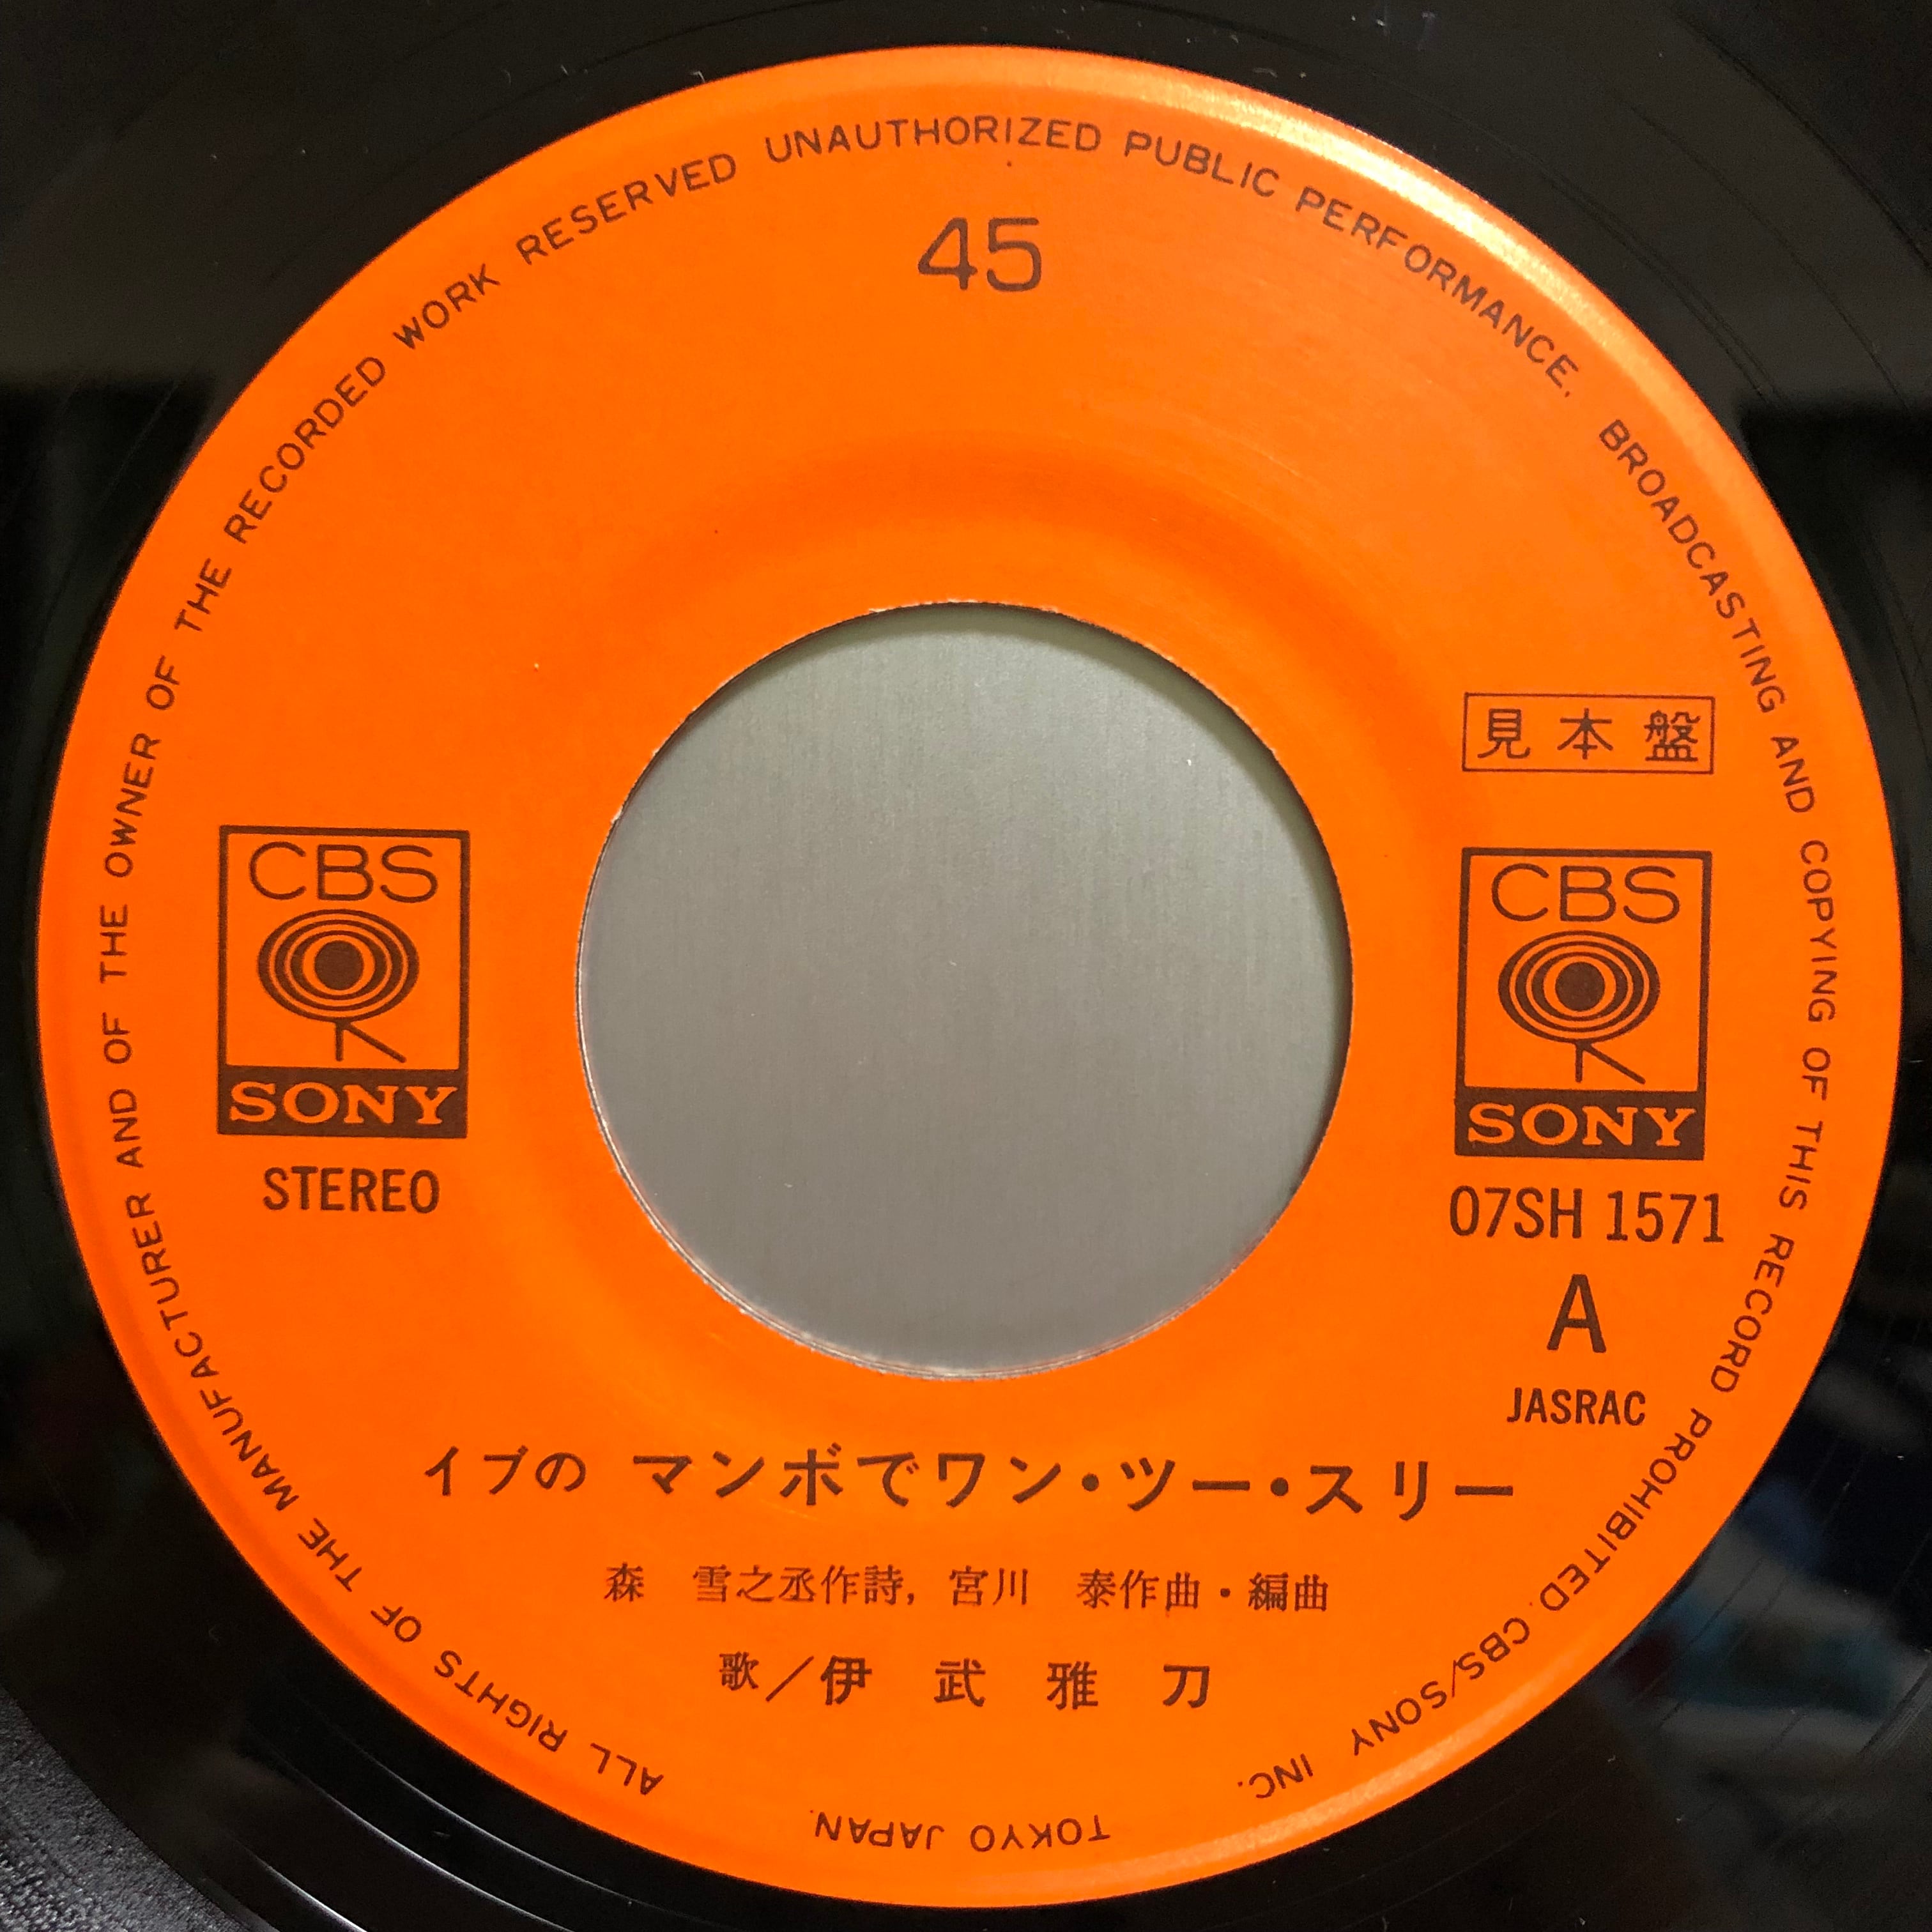 ALL RIGHTS OF THE MANUFACTURER AND OF THE OWNER OF THE RECORDED WORK RESERVED UNAUTHORIZED PUBLIC PERFORMANCE, BROADCASTING AND COPYING OF THIS RECORD PROHIBITED. CBS/SONY INC. TOKYO JAPAN.
45
見本盤
CBS
SONY
STEREO
CBS
SONY
07SH 1571
A
JASRAC
イブの マンボでワン・ツー・スリー
森 雪之丞作詩, 宮川 泰作曲・編曲
歌/伊武雅刀